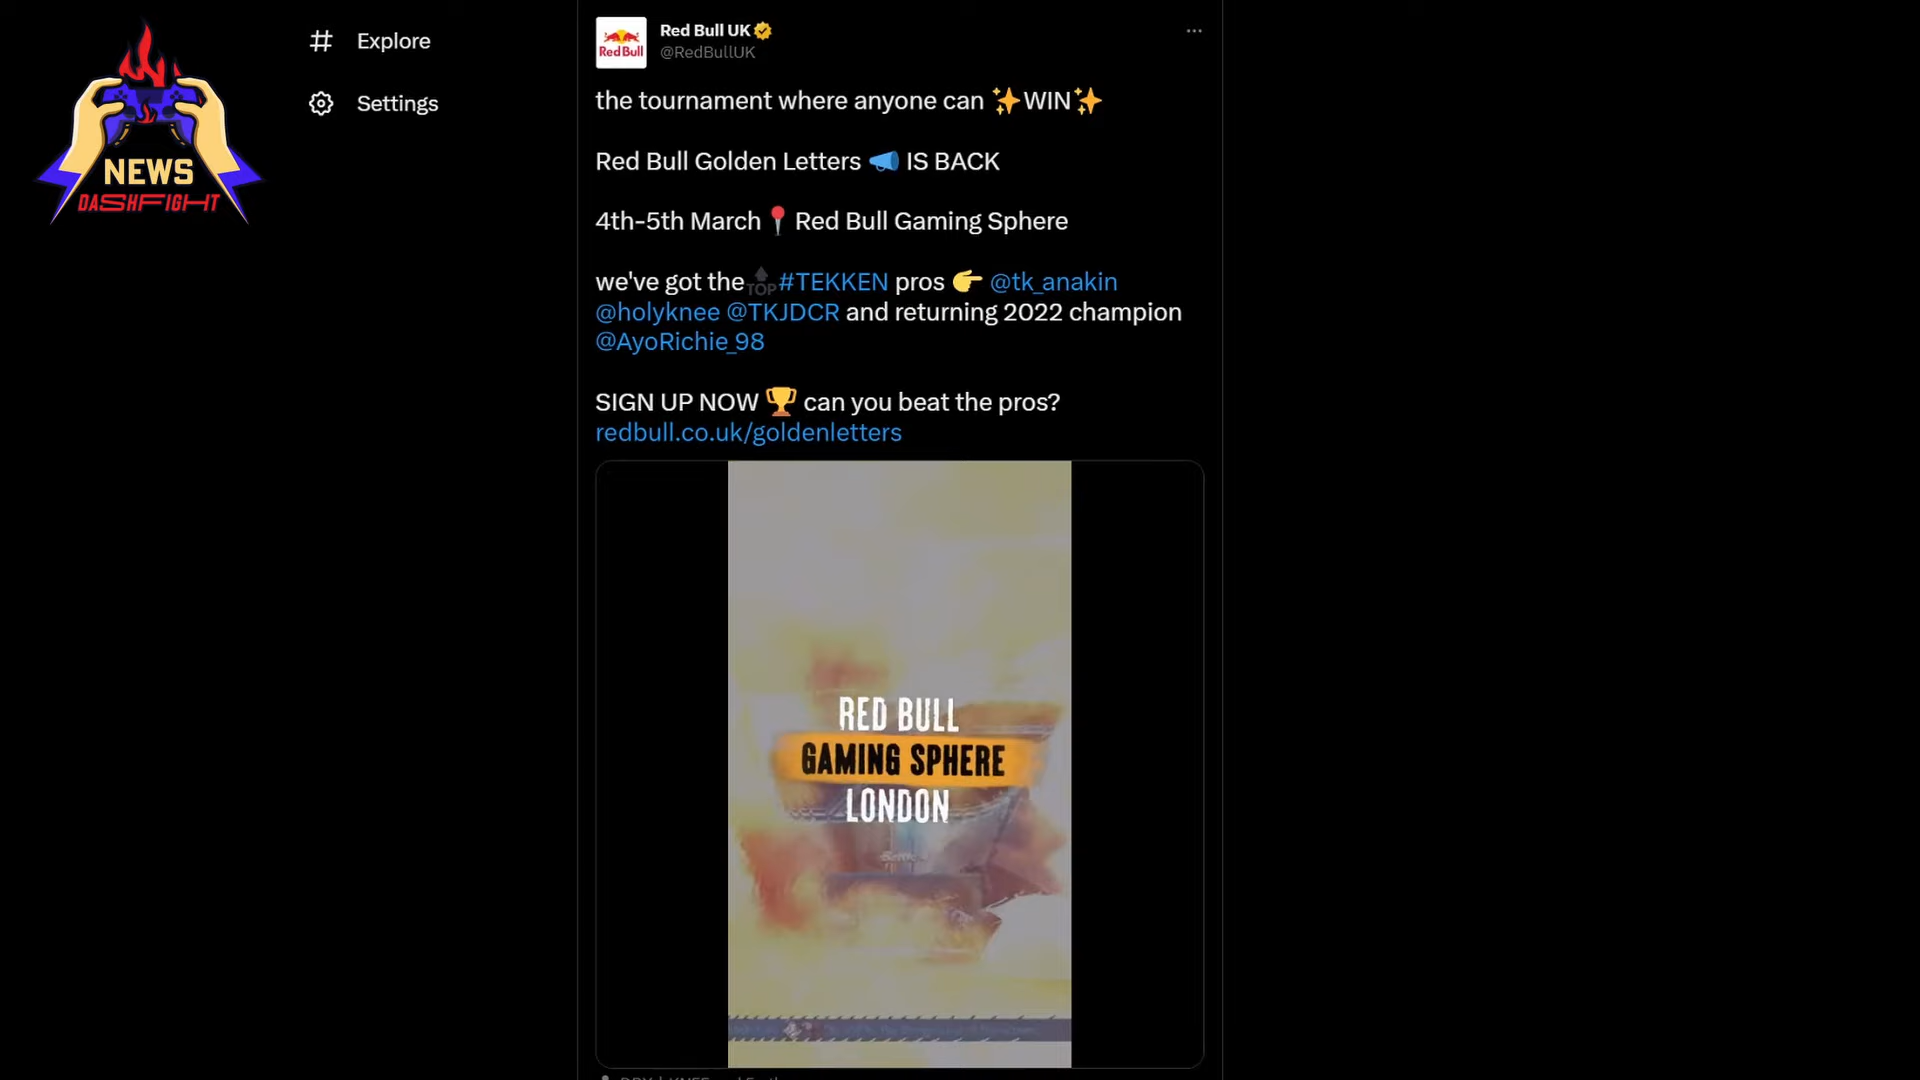 NEWS
DASHFIGHT
Explore
Settings
Red Bull
Red Bull UK
@RedBullUK
the tournament where anyone can ✨WIN✨
Red Bull Golden Letters 📣 IS BACK
4th-5th March 📍 Red Bull Gaming Sphere
we've got the 🔝 #TEKKEN pros 👉 @tk_anakin
@holyknee @TKJDCR and returning 2022 champion
@AyoRichie_98
SIGN UP NOW 🏆 can you beat the pros?
redbull.co.uk/goldenletters
RED BULL
GAMING SPHERE
LONDON